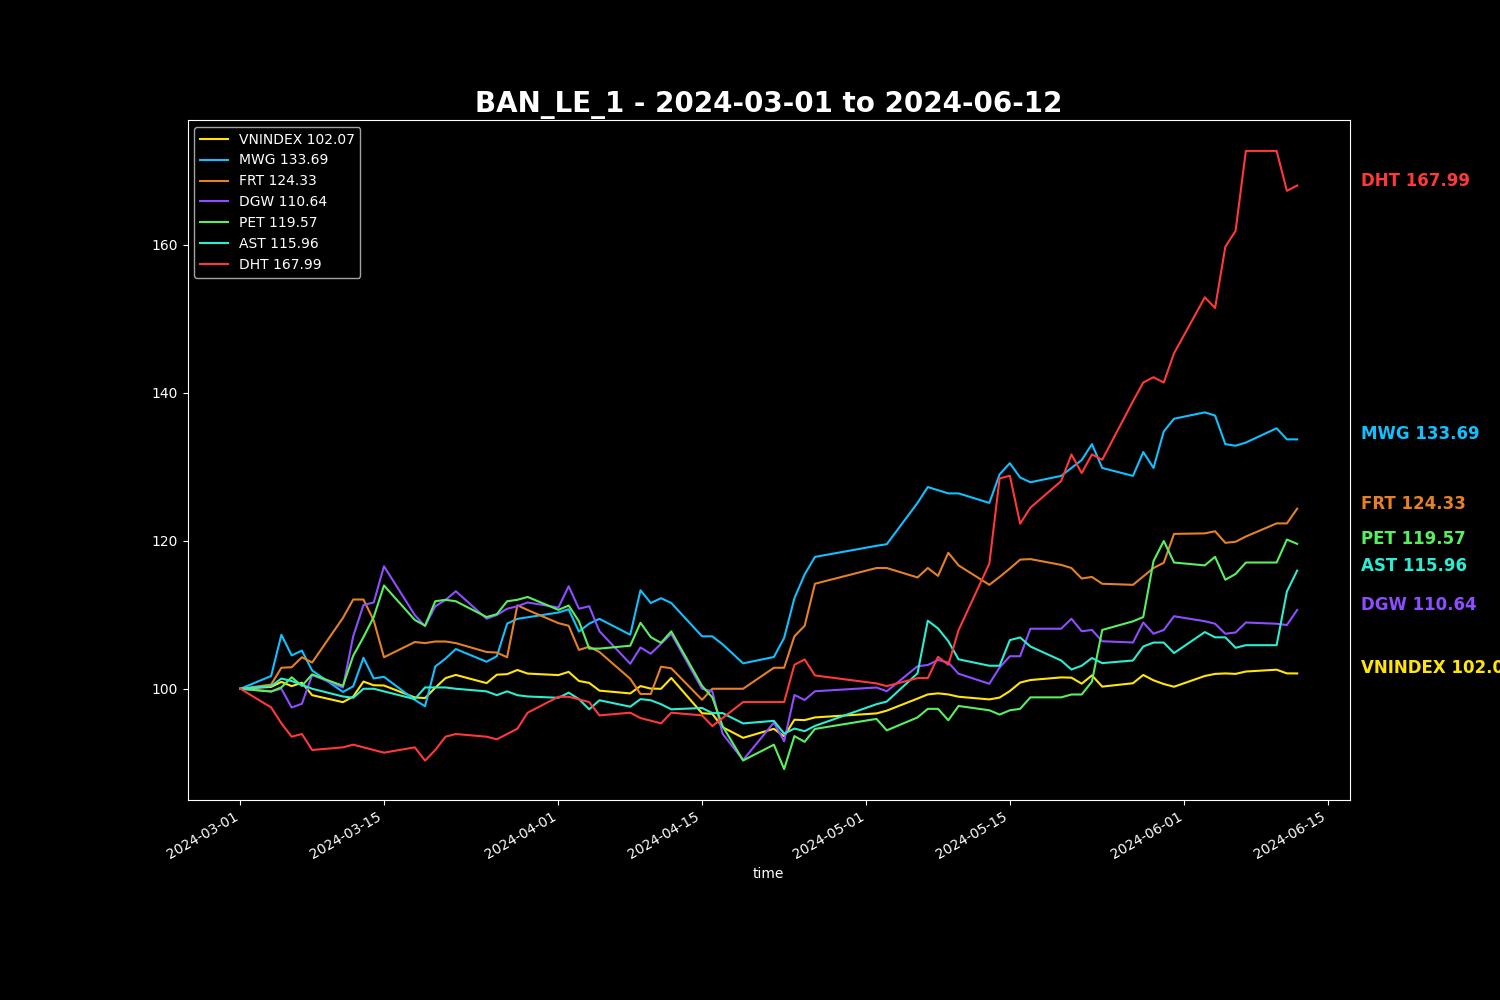 BAN_LE_1 - 2024-03-01 to 2024-06-12
VNINDEX 102.07
MWG 133.69
FRT 124.33
DGW 110.64
PET 119.57
AST 115.96
DHT 167.99
160
140
120
100
DHT 167.99
MWG 133.69
FRT 124.33
PET 119.57
AST 115.96
DGW 110.64
VNINDEX 102.0
2024-03-01
2024-03-15
2024-04-01
2024-04-15
2024-05-01
2024-05-15
2024-06-01
2024-06-15
time